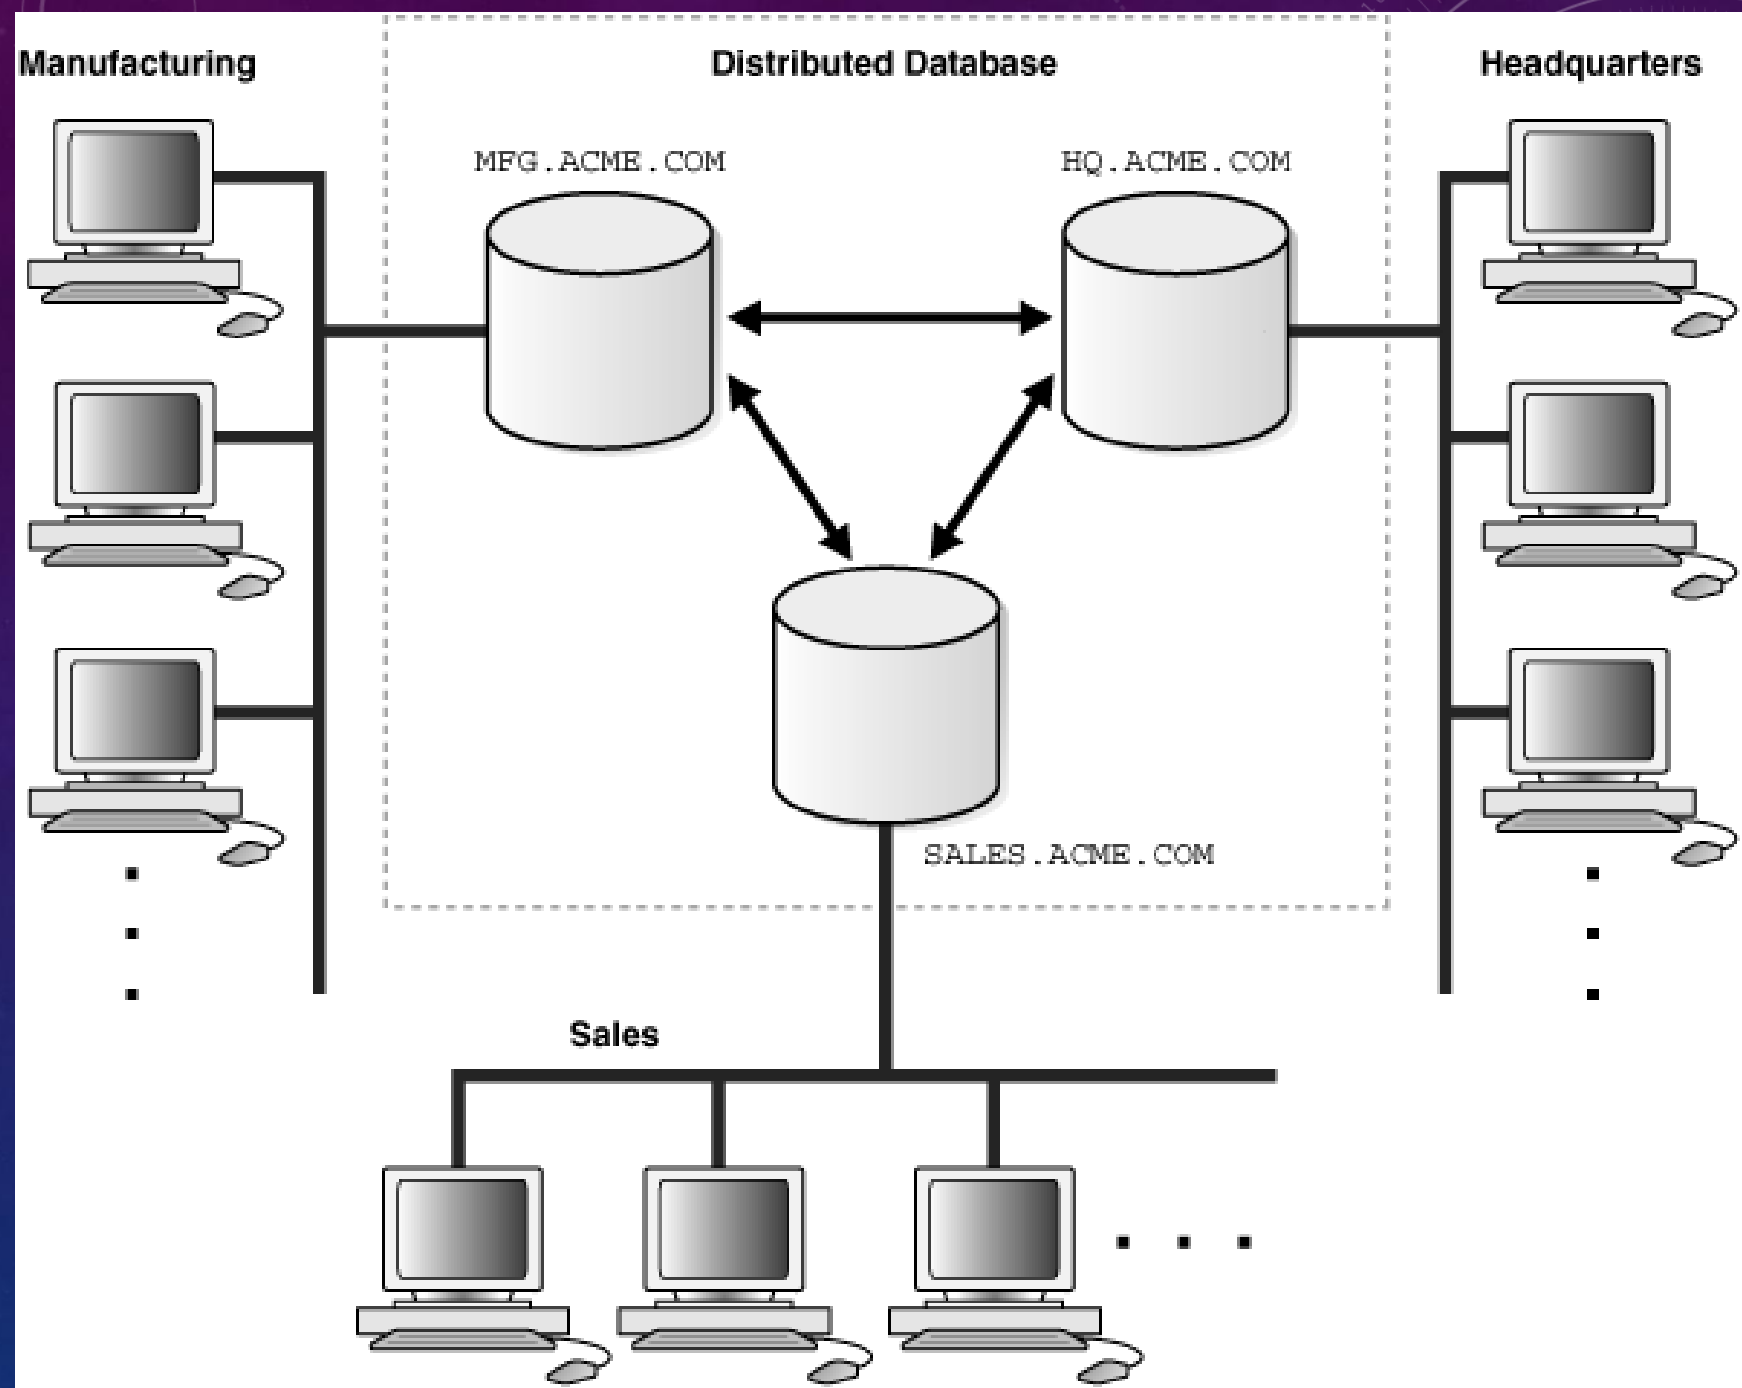 Manufacturing
Distributed Database
Headquarters
MFG.ACME.COM
HQ.ACME.COM
SALES.ACME.COM
Sales